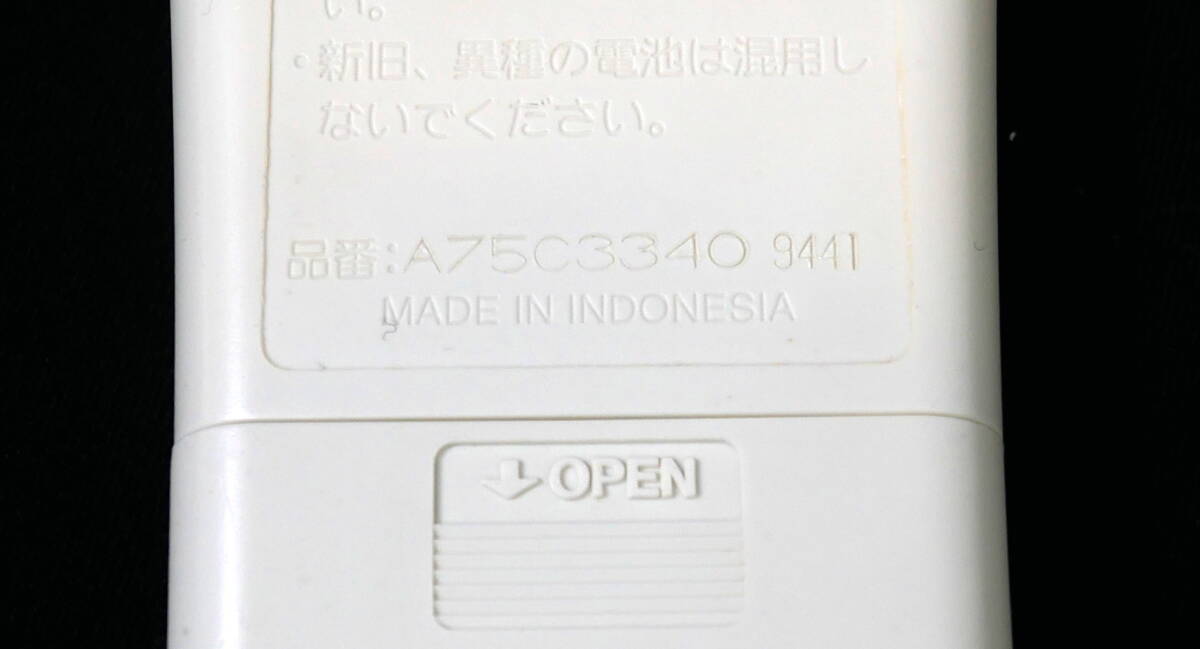 い。
・新旧、異種の電池は混用し
ないでください。
品番:A75C3340 9441
MADE IN INDONESIA
↓OPEN